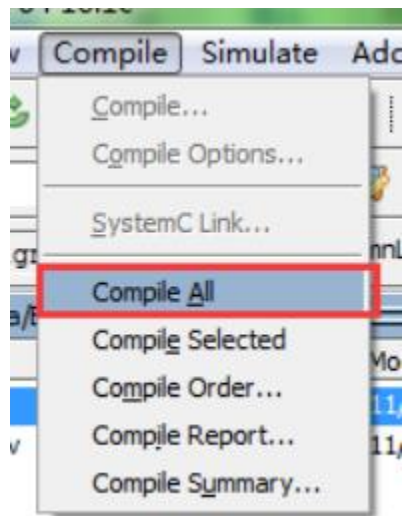 Compile Simulate
Compile...
Compile Options...
SystemC Link...
Compile All
Compile Selected
Compile Order...
Compile Report...
Compile Summary...